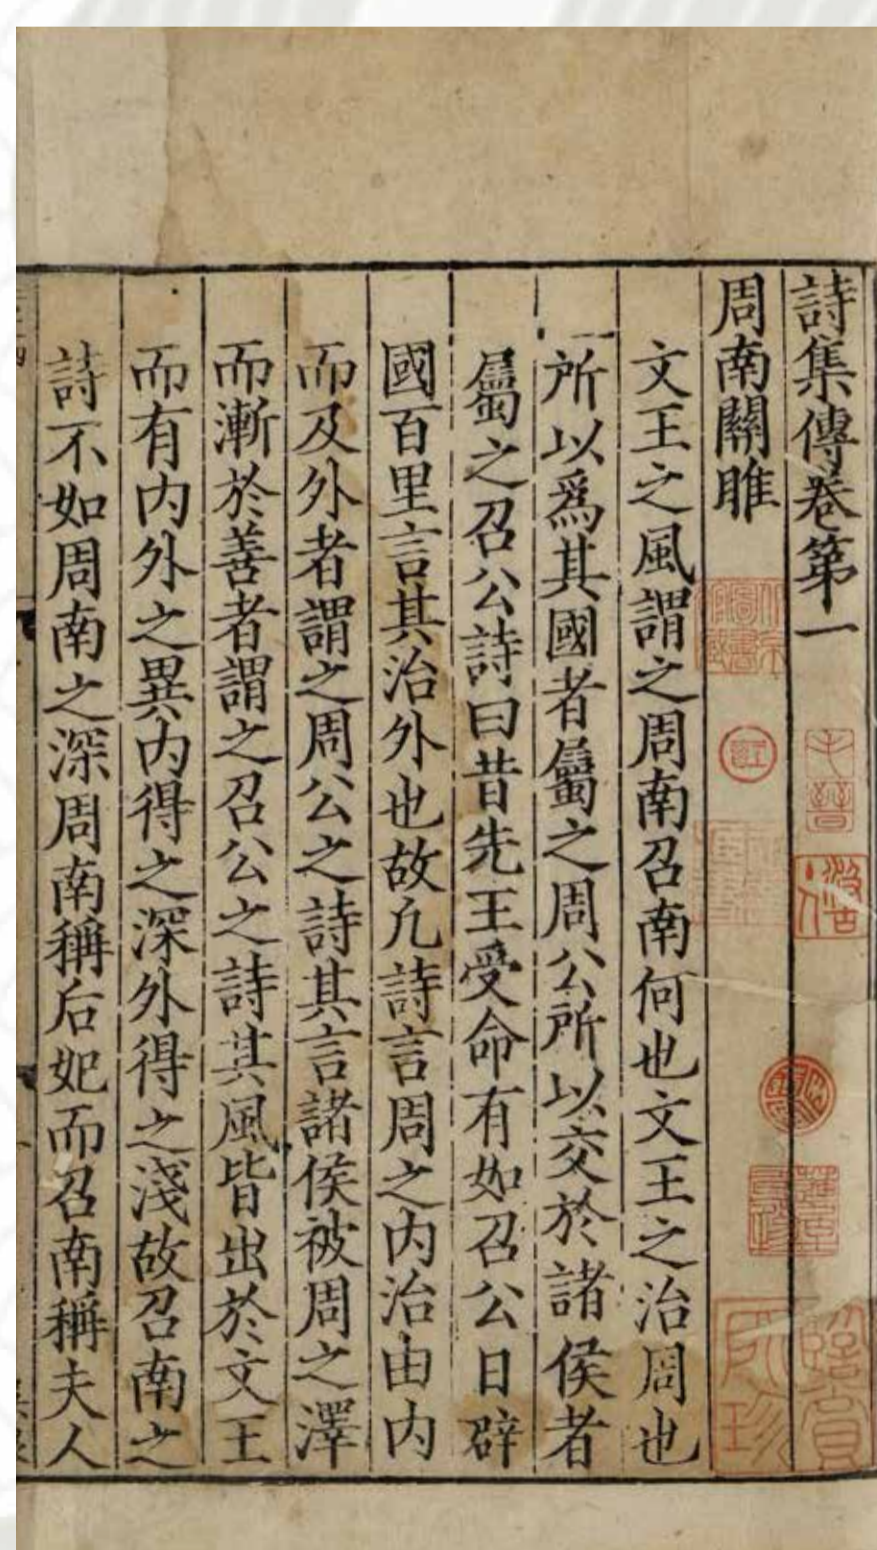 詩集傳卷第一
周南關雎
文王之風謂之周南召南何也文王之治周也
所以爲其國者屬之周公所以交於諸侯者
屬之召公詩曰昔先王受命有如召公日辟
國百里言其治外也故凢詩言周之内治由内
而及外者謂之周公之詩其言諸侯被周之澤
而漸於善者謂之召公之詩其風皆出於文王
而有内外之異内得之深外得之淺故召南之
詩不如周南之深周南稱后妃而召南稱夫人
毛晉